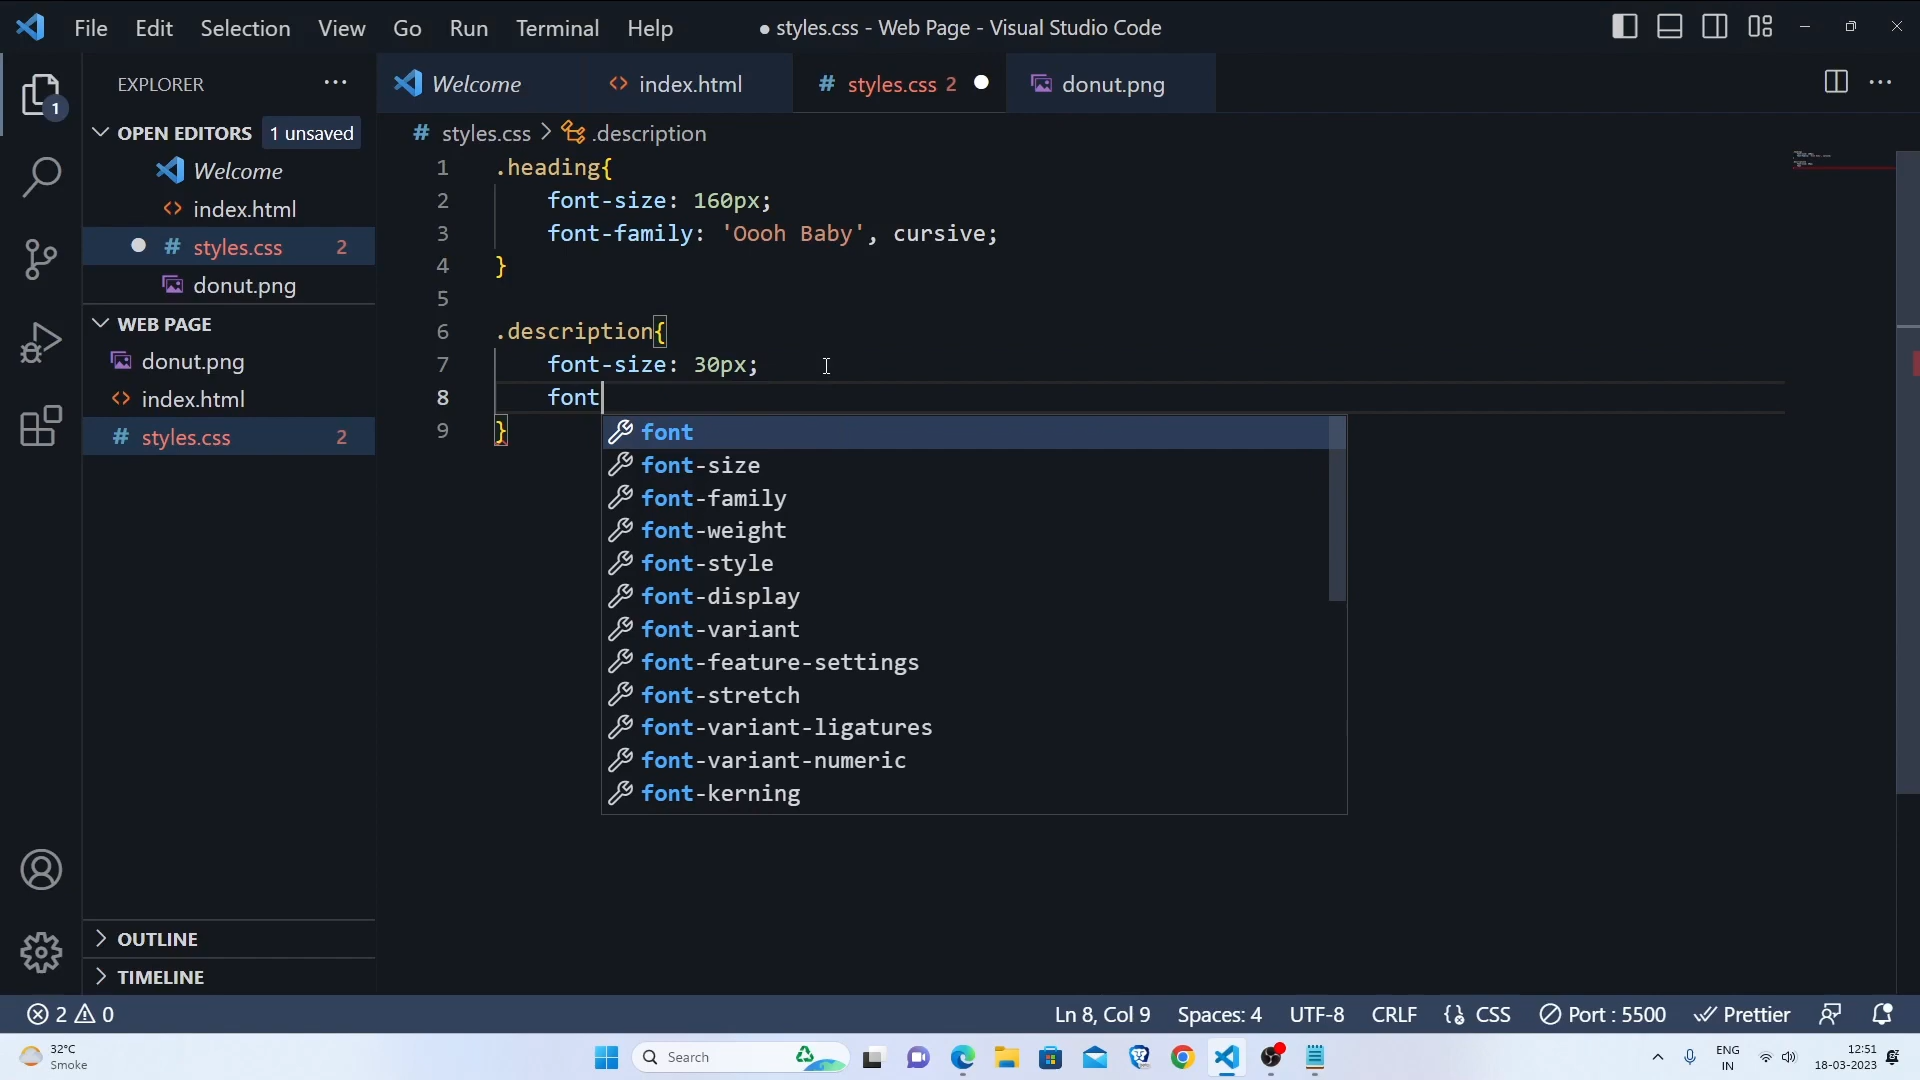 File Edit Selection View Go Run Terminal Help
● styles.css - Web Page - Visual Studio Code
EXPLORER
Welcome
index.html
# styles.css 2
donut.png
OPEN EDITORS 1 unsaved
Welcome
index.html
# styles.css 2
donut.png
WEB PAGE
donut.png
index.html
# styles.css 2
OUTLINE
TIMELINE
# styles.css > .description
1 .heading{
2 font-size: 160px;
3 font-family: 'Oooh Baby', cursive;
4 }
5
6 .description{
7 font-size: 30px;
8 font
9 }
font
font-size
font-family
font-weight
font-style
font-display
font-variant
font-feature-settings
font-stretch
font-variant-ligatures
font-variant-numeric
font-kerning
1
2 0
Ln 8, Col 9 Spaces: 4 UTF-8 CRLF CSS Port : 5500 Prettier
32°C
Smoke
Search
ENG
IN
12:51
18-03-2023